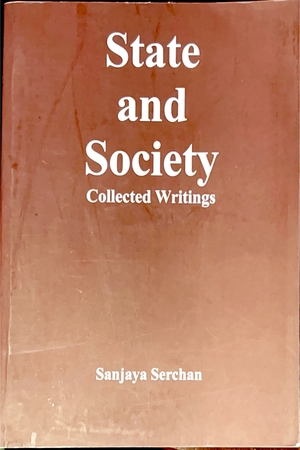 State
and
Society
Collected Writings
Sanjaya Serchan